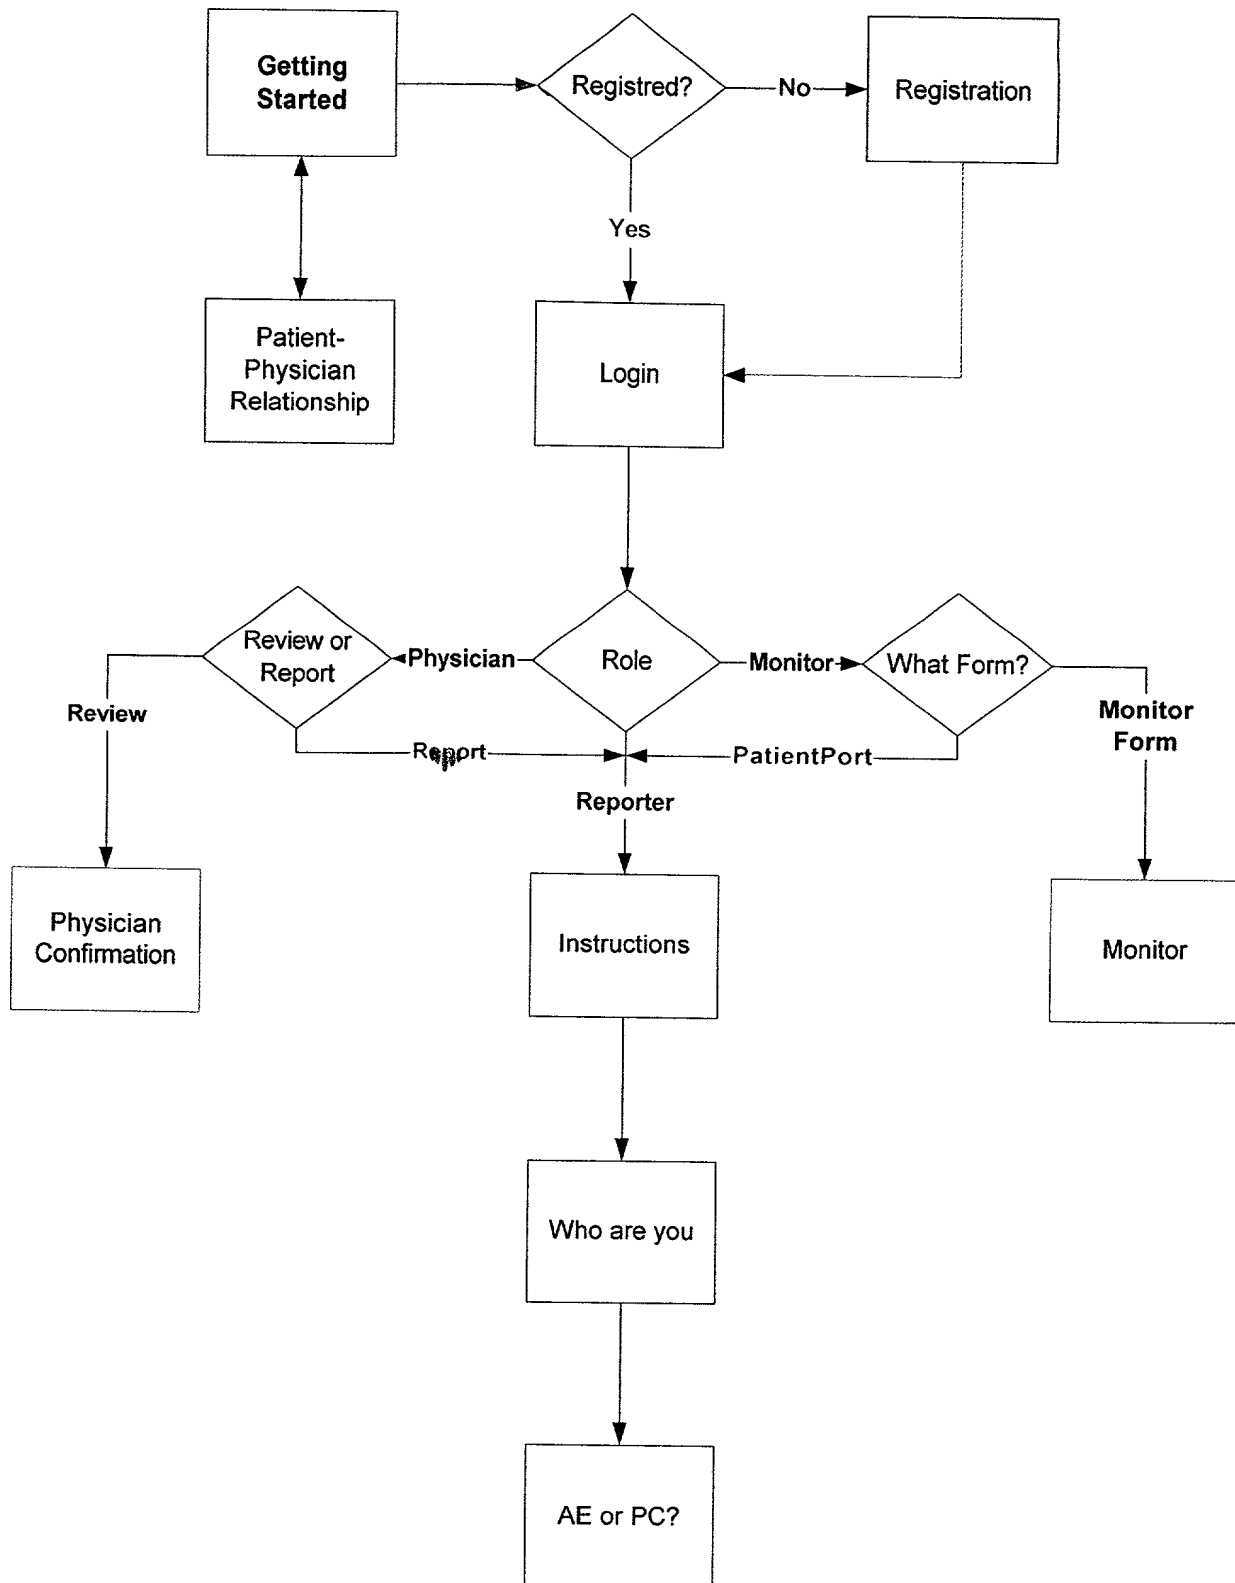 Getting
Started
Registred?
No
Registration
Yes
Patient-
Physician
Relationship
Login
Review or
Report
Physician
Role
Monitor
What Form?
Review
Monitor
Form
Report
PatientPort
Reporter
Physician
Confirmation
Instructions
Monitor
Who are you
AE or PC?